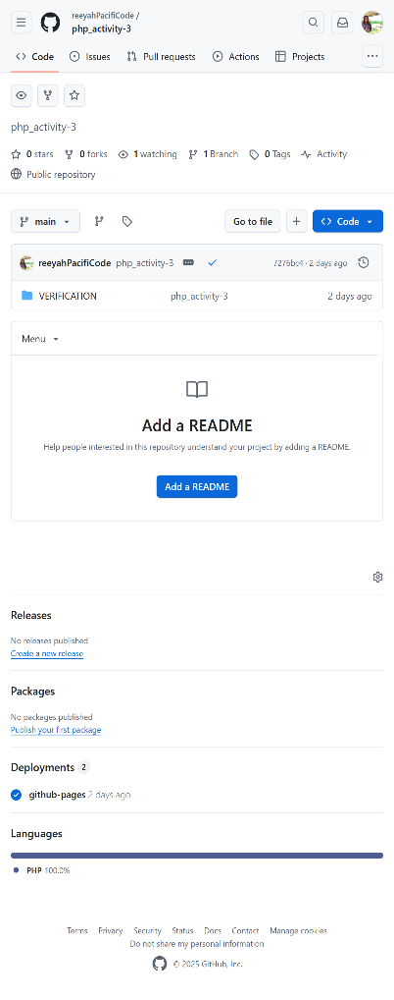 reeyahPacifiCode /
php_activity-3
Code Issues Pull requests Actions Projects
php_activity-3
0 stars 0 forks 1 watching 1 Branch 0 Tags Activity
Public repository
main Go to file Code
reeyahPacifiCode php_activity-3 7276bc4 · 2 days ago
VERIFICATION php_activity-3 2 days ago
Menu
Add a README
Help people interested in this repository understand your project by adding a README.
Add a README
Releases
No releases published
Create a new release
Packages
No packages published
Publish your first package
Deployments 2
github-pages 2 days ago
Languages
PHP 100.0%
Terms Privacy Security Status Docs Contact Manage cookies
Do not share my personal information
© 2025 GitHub, Inc.